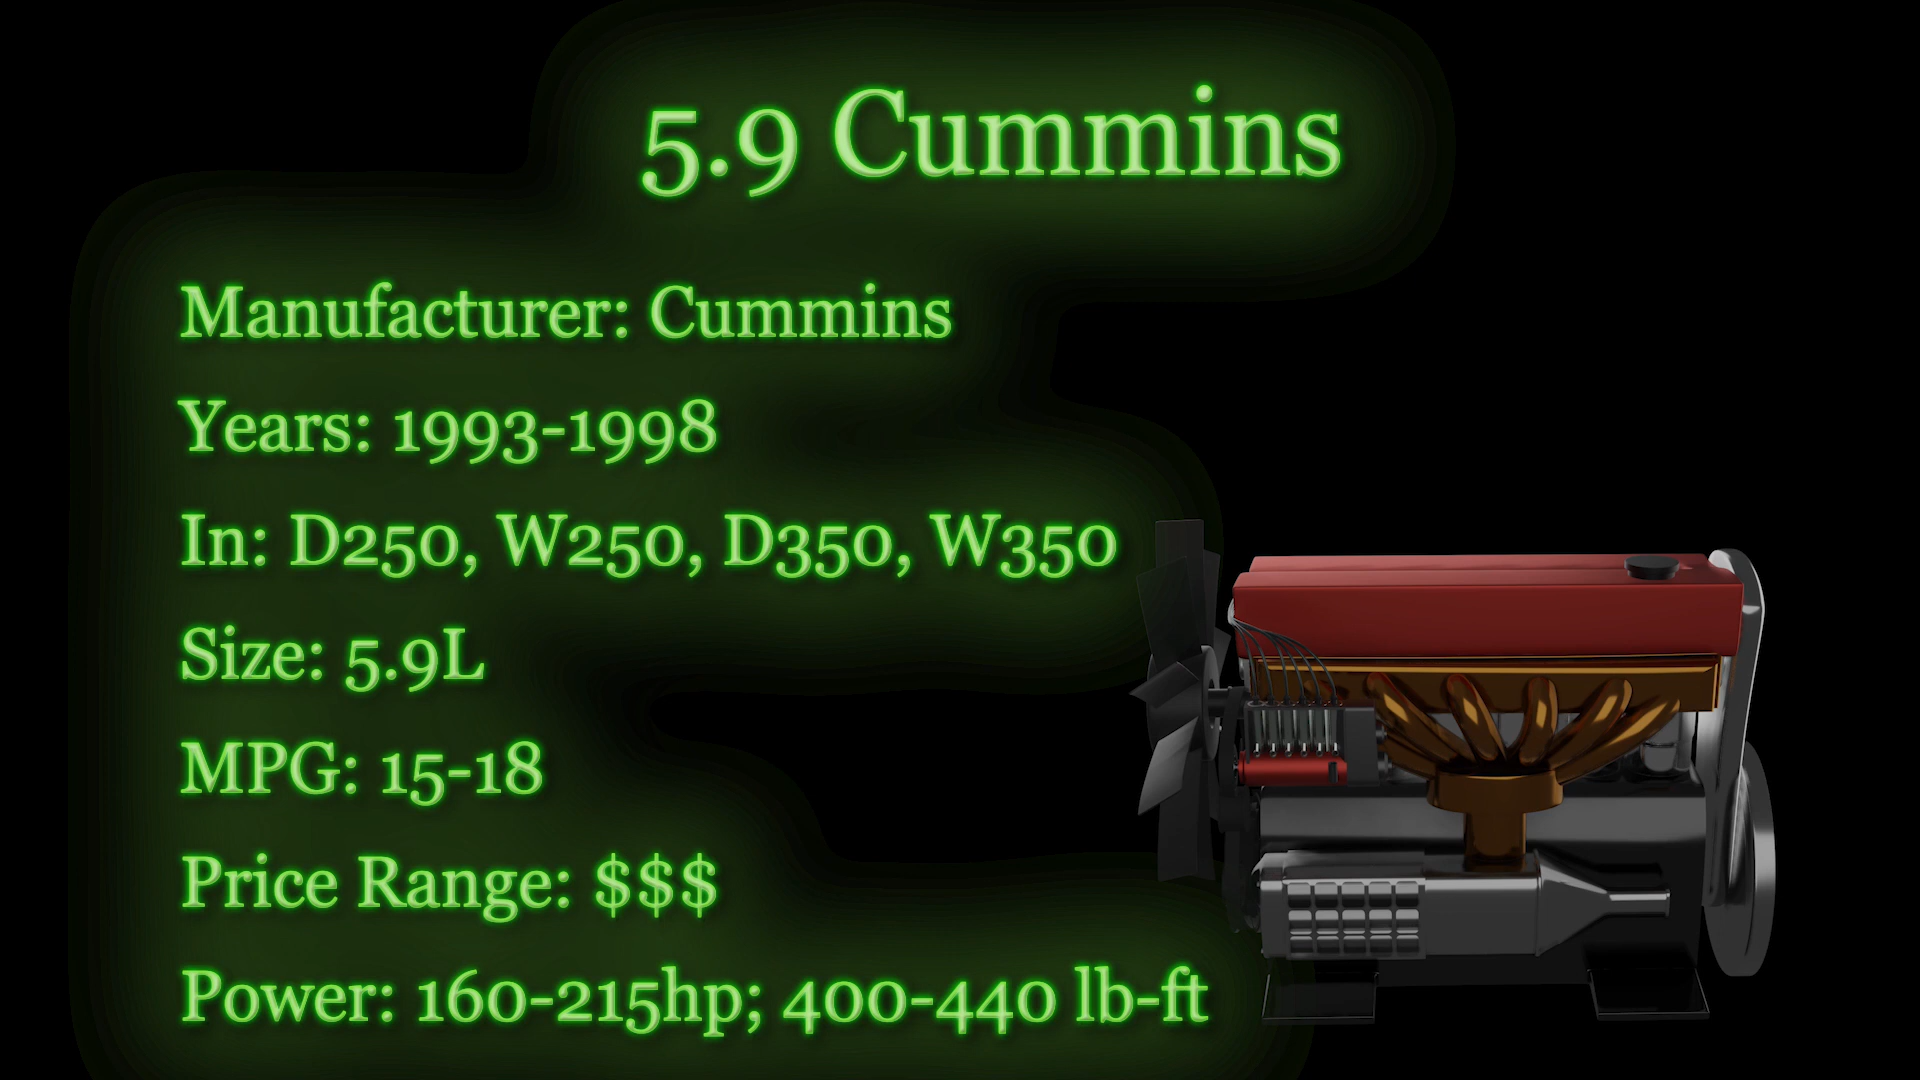 5.9 Cummins
Manufacturer: Cummins
Years: 1993-1998
In: D250, W250, D350, W350
Size: 5.9L
MPG: 15-18
Price Range: $$$
Power: 160-215hp; 400-440 lb-ft